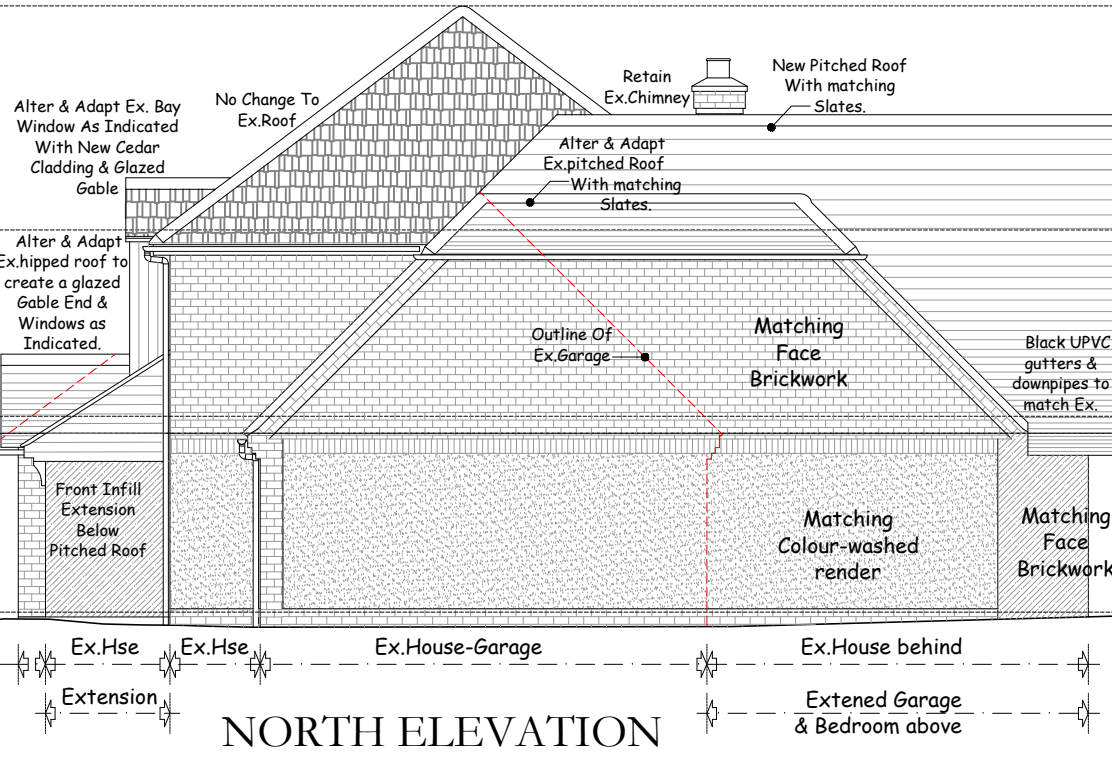 Alter & Adapt Ex. Bay
Window As Indicated
With New Cedar
Cladding & Glazed
Gable
No Change To
Ex.Roof
Retain
Ex.Chimney
New Pitched Roof
With matching
Slates.
Alter & Adapt
Ex.pitched Roof
With matching
Slates.
Alter & Adapt
Ex.hipped roof to
create a glazed
Gable End &
Windows as
Indicated.
Outline Of
Ex.Garage
Matching
Face
Brickwork
Black UPVC
gutters &
downpipes to
match Ex.
Front Infill
Extension
Below
Pitched Roof
Matching
Colour-washed
render
Matching
Face
Brickwork
Ex.Hse
Ex.Hse
Ex.House-Garage
Ex.House behind
Extension
Extened Garage
& Bedroom above
NORTH ELEVATION